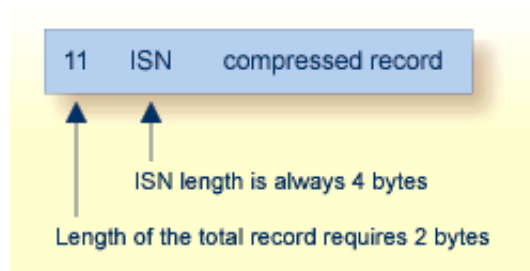 11 ISN compressed record
ISN length is always 4 bytes
Length of the total record requires 2 bytes